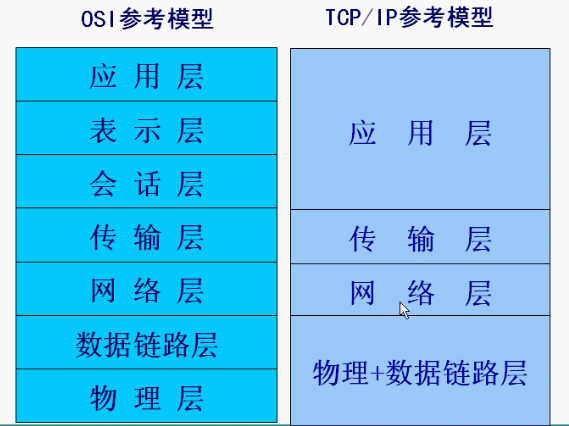 OSI参考模型
TCP/IP参考模型
应用层
表示层
会话层
传输层
网络层
数据链路层
物理层
应用层
传输层
网络层
物理+数据链路层